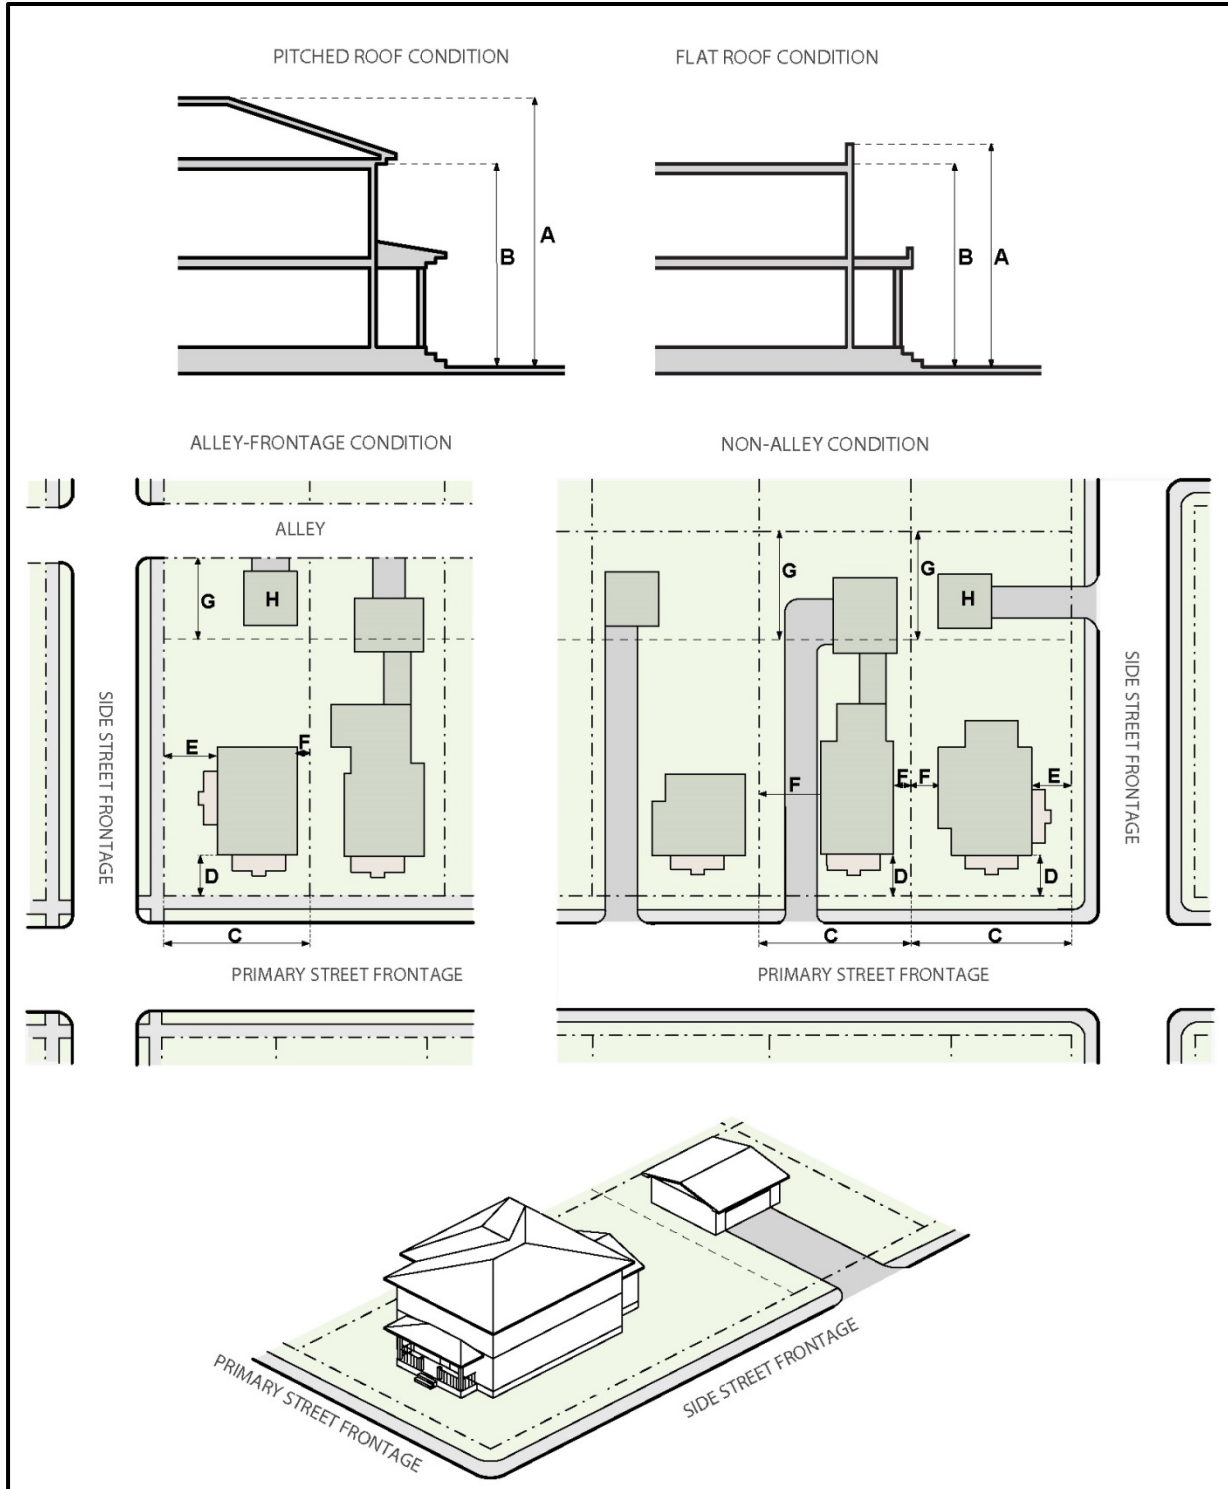 PITCHED ROOF CONDITION
FLAT ROOF CONDITION
A
B
B
A
ALLEY-FRONTAGE CONDITION
NON-ALLEY CONDITION
ALLEY
G
H
G
G
H
SIDE STREET FRONTAGE
E
F
D
C
PRIMARY STREET FRONTAGE
F
F
F
E
D
D
C
C
SIDE STREET FRONTAGE
PRIMARY STREET FRONTAGE
PRIMARY STREET FRONTAGE
SIDE STREET FRONTAGE